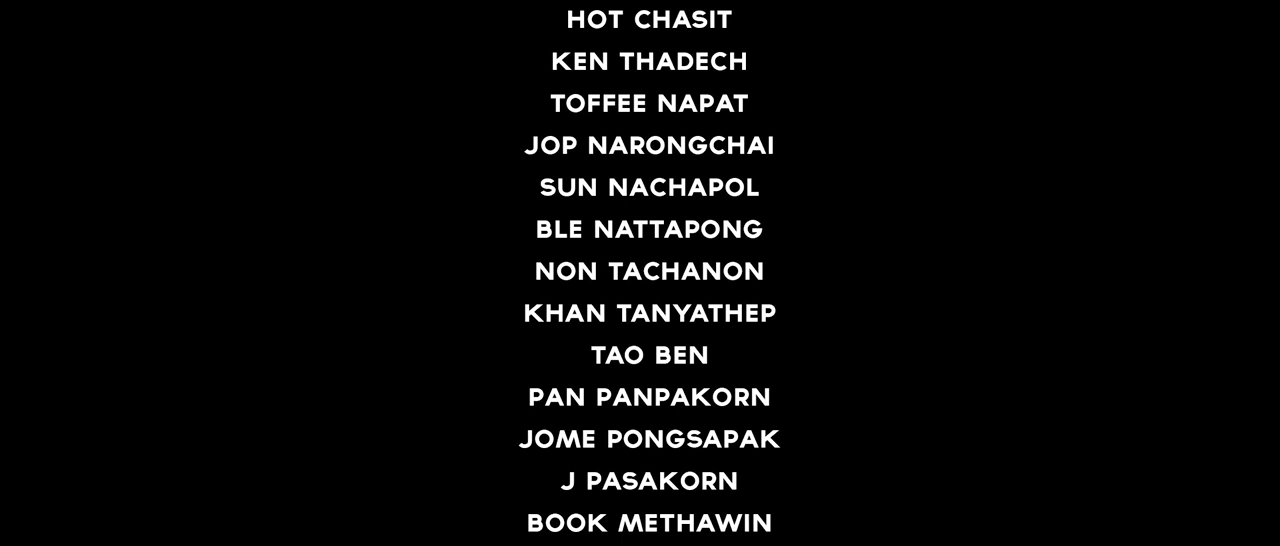 HOT CHASIT
KEN THADECH
TOFFEE NAPAT
JOP NARONGCHAI
SUN NACHAPOL
BLE NATTAPONG
NON TACHANON
KHAN TANYATHEP
TAO BEN
PAN PANPAKORN
JOME PONGSAPAK
J PASAKORN
BOOK METHAWIN